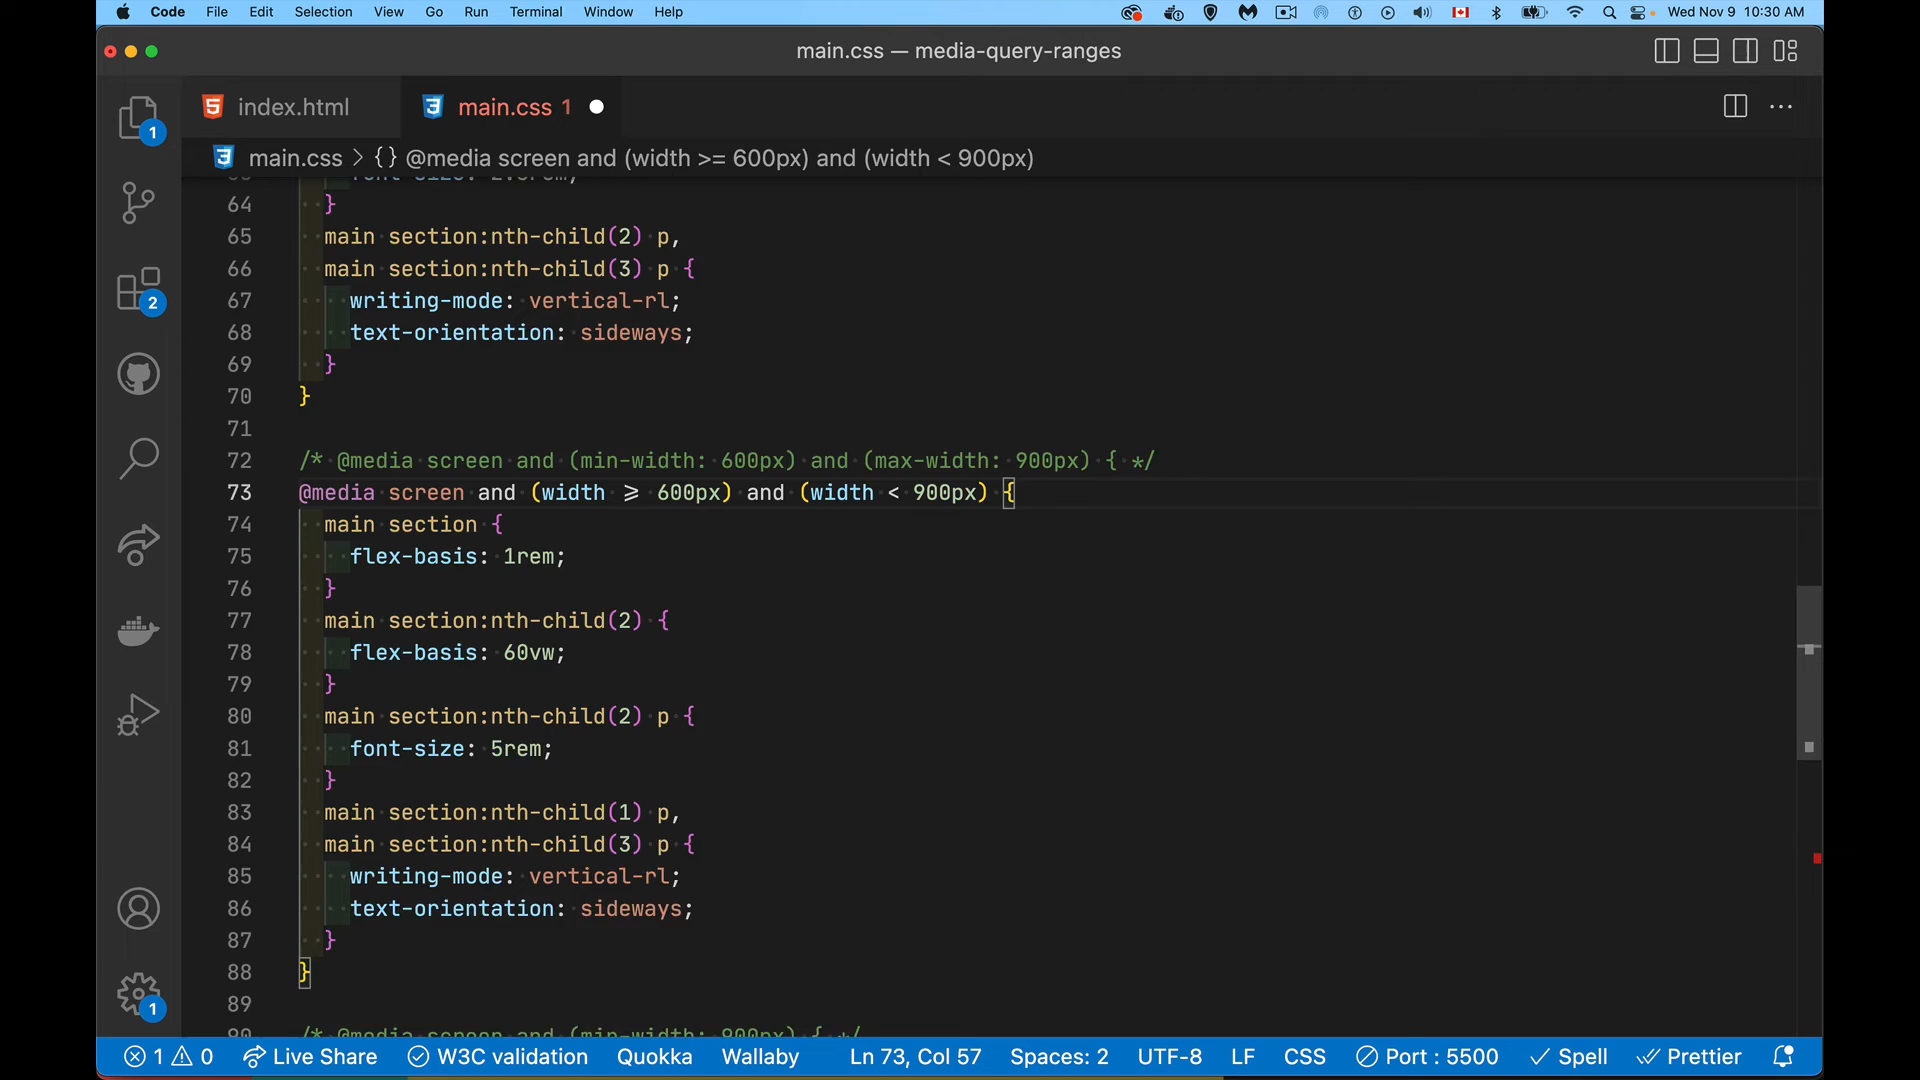 Code File Edit Selection View Go Run Terminal Window Help Wed Nov 9 10:30 AM
main.css — media-query-ranges
index.html main.css 1
main.css > {} @media screen and (width >= 600px) and (width < 900px)
64 }
65 main section:nth-child(2) p,
66 main section:nth-child(3) p {
67 writing-mode: vertical-rl;
68 text-orientation: sideways;
69 }
70 }
71
72 /* @media screen and (min-width: 600px) and (max-width: 900px) { */
73 @media screen and (width >= 600px) and (width < 900px) {
74 main section {
75 flex-basis: 1rem;
76 }
77 main section:nth-child(2) {
78 flex-basis: 60vw;
79 }
80 main section:nth-child(2) p {
81 font-size: 5rem;
82 }
83 main section:nth-child(1) p,
84 main section:nth-child(3) p {
85 writing-mode: vertical-rl;
86 text-orientation: sideways;
87 }
88 }
89
90 /* @media screen and (min-width: 900px) { */
1 0 Live Share W3C validation Quokka Wallaby Ln 73, Col 57 Spaces: 2 UTF-8 LF CSS Port : 5500 Spell Prettier
1
2
1